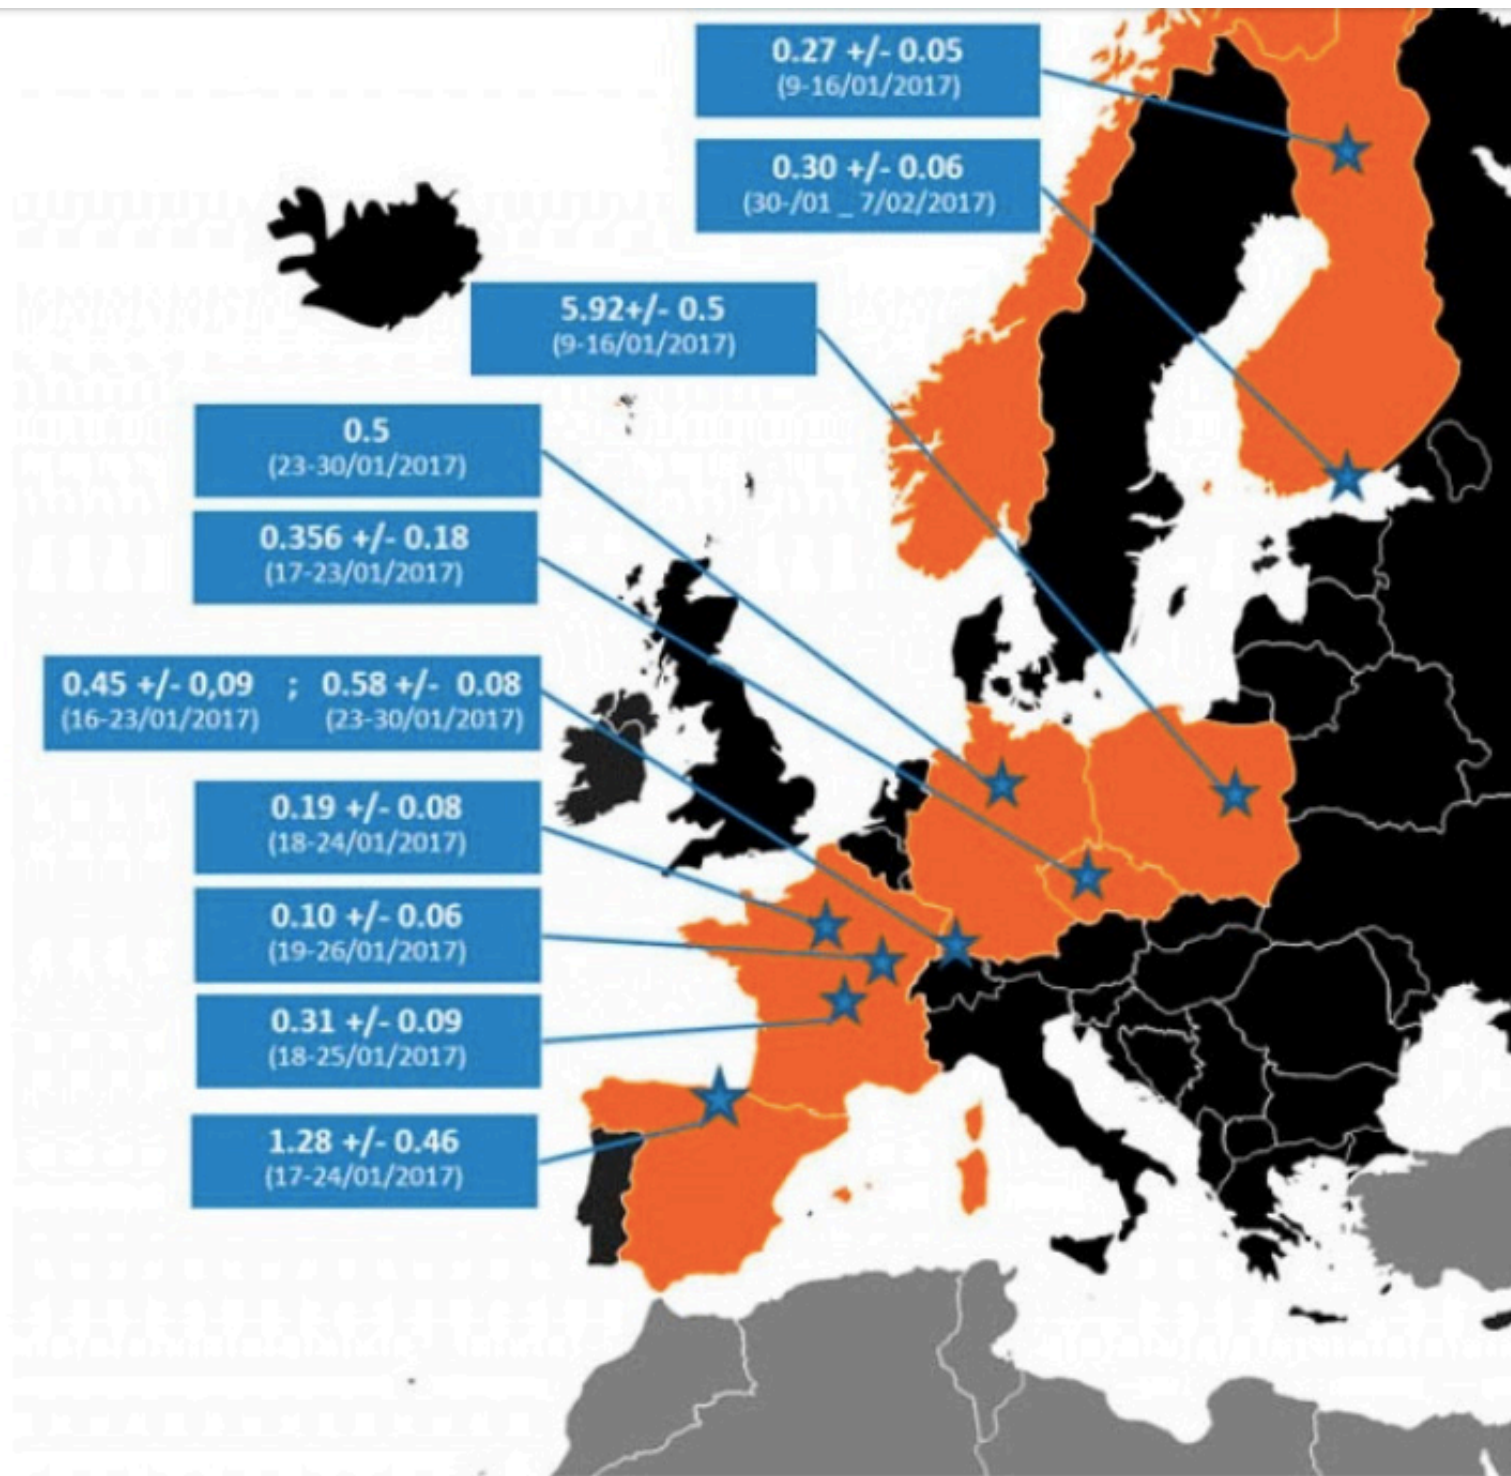 0.27 +/- 0.05
(9-16/01/2017)
0.30 +/- 0.06
(30-/01 _ 7/02/2017)
5.92+/- 0.5
(9-16/01/2017)
0.5
(23-30/01/2017)
0.356 +/- 0.18
(17-23/01/2017)
0.45 +/- 0,09 ; 0.58 +/- 0.08
(16-23/01/2017) (23-30/01/2017)
0.19 +/- 0.08
(18-24/01/2017)
0.10 +/- 0.06
(19-26/01/2017)
0.31 +/- 0.09
(18-25/01/2017)
1.28 +/- 0.46
(17-24/01/2017)